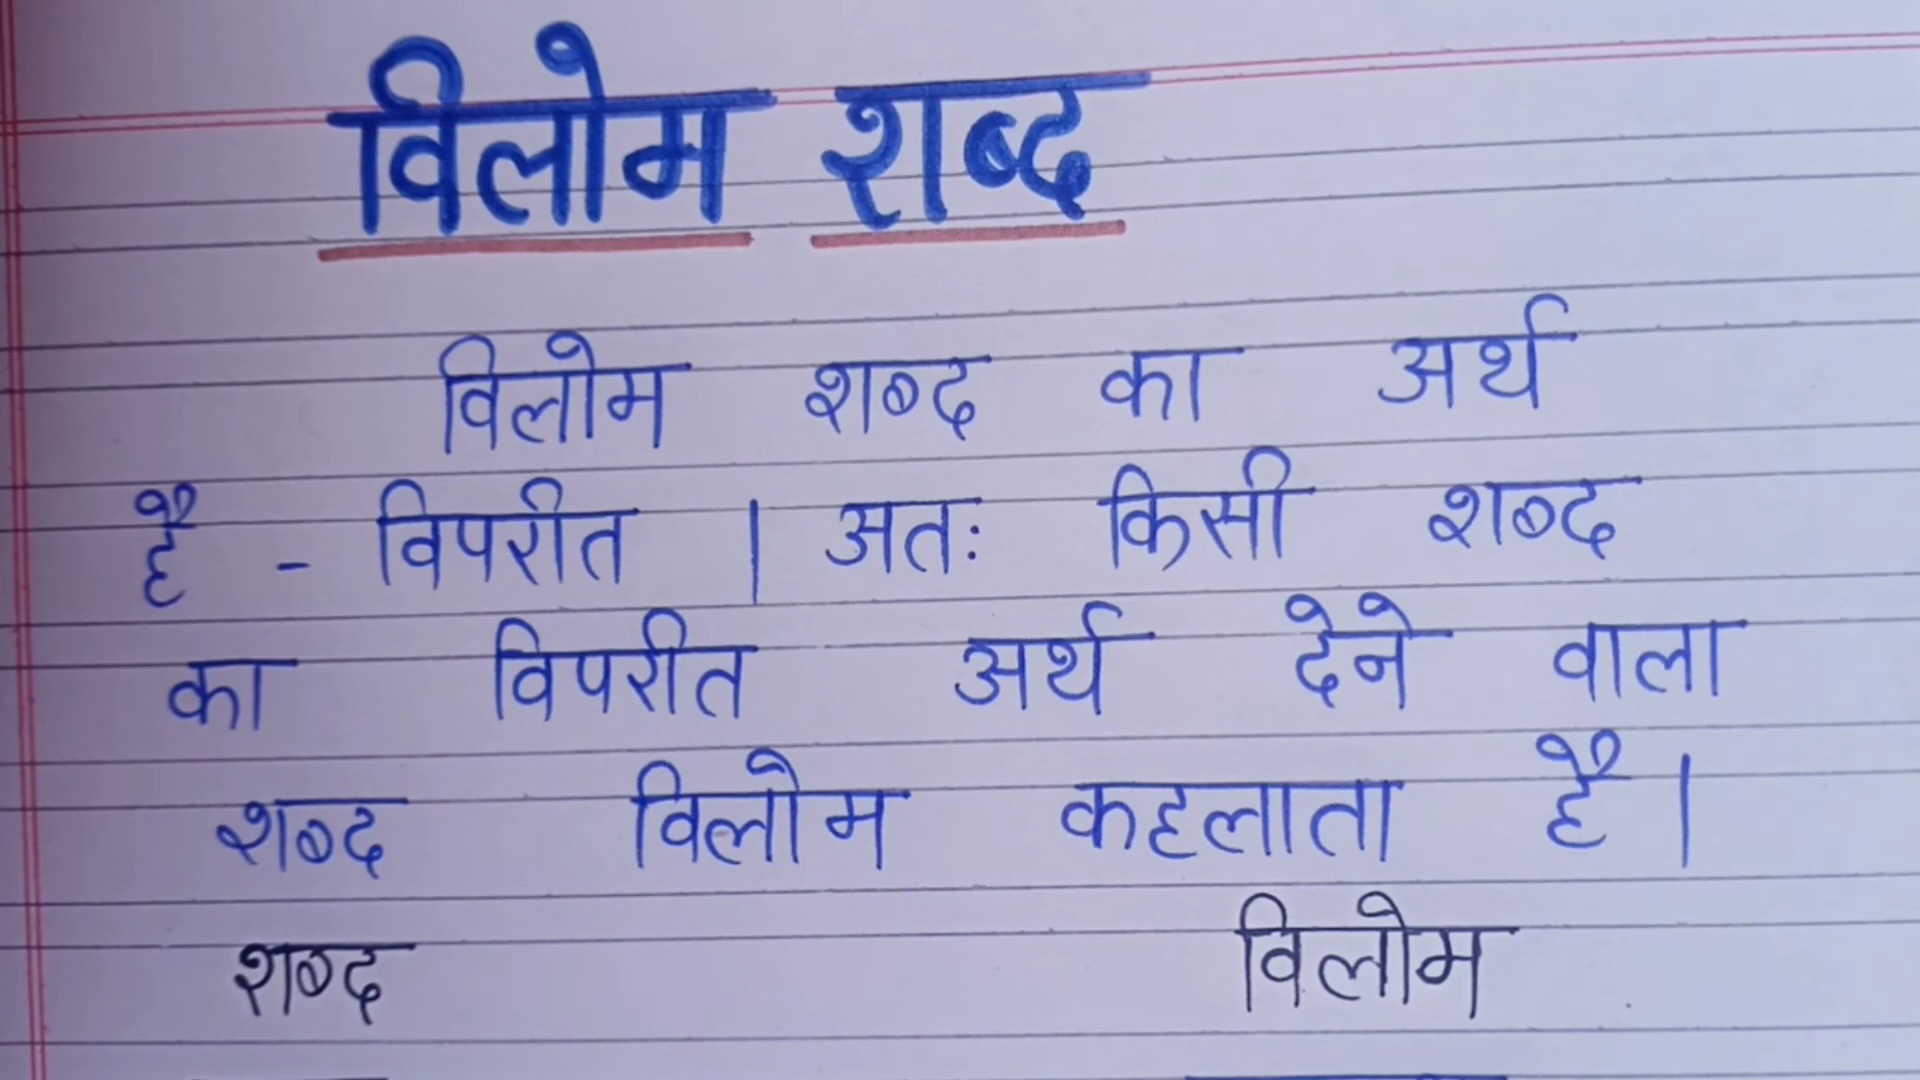 विलोम शब्द
विलोम शब्द का अर्थ
है - विपरीत । अतः किसी शब्द
का विपरीत अर्थ देने वाला
शब्द विलोम कहलाता है ।
शब्द विलोम